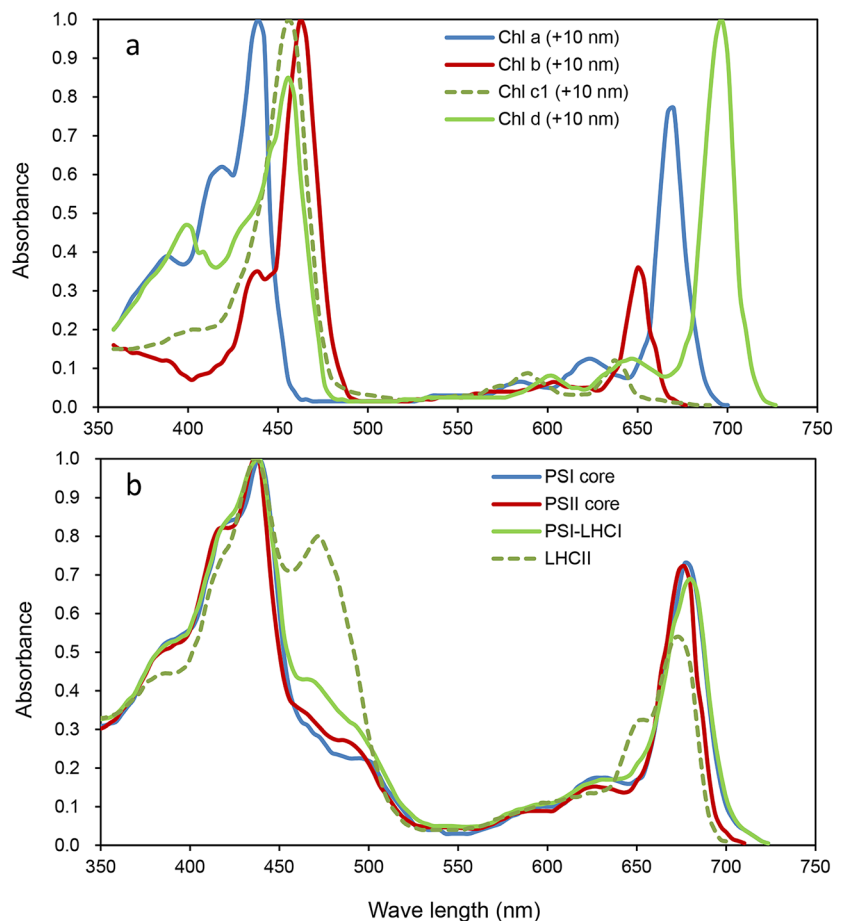 a
Chl a (+10 nm)
Chl b (+10 nm)
Chl c1 (+10 nm)
Chl d (+10 nm)
Absorbance
1.0
0.9
0.8
0.7
0.6
0.5
0.4
0.3
0.2
0.1
0.0
350 400 450 500 550 600 650 700 750
b
PSI core
PSII core
PSI-LHCI
LHCII
Absorbance
1.0
0.9
0.8
0.7
0.6
0.5
0.4
0.3
0.2
0.1
0.0
350 400 450 500 550 600 650 700 750
Wave length (nm)